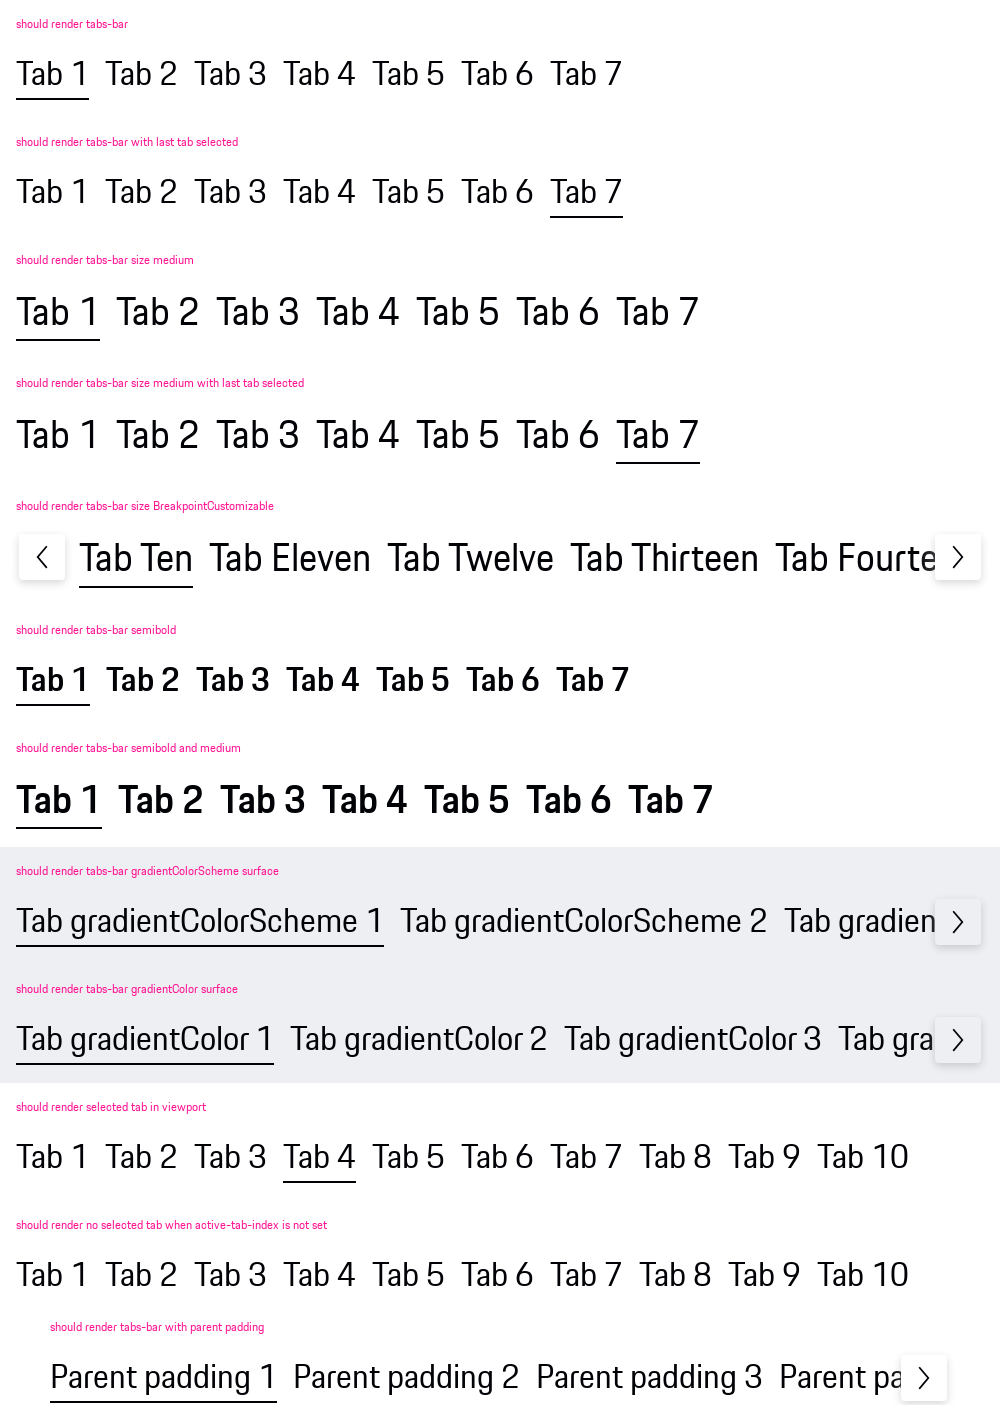 should render tabs-bar
Tab 1 Tab 2 Tab 3 Tab 4 Tab 5 Tab 6 Tab 7
should render tabs-bar with last tab selected
Tab 1 Tab 2 Tab 3 Tab 4 Tab 5 Tab 6 Tab 7
should render tabs-bar size medium
Tab 1 Tab 2 Tab 3 Tab 4 Tab 5 Tab 6 Tab 7
should render tabs-bar size medium with last tab selected
Tab 1 Tab 2 Tab 3 Tab 4 Tab 5 Tab 6 Tab 7
should render tabs-bar size BreakpointCustomizable
Tab Ten Tab Eleven Tab Twelve Tab Thirteen Tab Fourte
should render tabs-bar semibold
Tab 1 Tab 2 Tab 3 Tab 4 Tab 5 Tab 6 Tab 7
should render tabs-bar semibold and medium
Tab 1 Tab 2 Tab 3 Tab 4 Tab 5 Tab 6 Tab 7
should render tabs-bar gradientColorScheme surface
Tab gradientColorScheme 1 Tab gradientColorScheme 2 Tab gradien
should render tabs-bar gradientColor surface
Tab gradientColor 1 Tab gradientColor 2 Tab gradientColor 3 Tab gra
should render selected tab in viewport
Tab 1 Tab 2 Tab 3 Tab 4 Tab 5 Tab 6 Tab 7 Tab 8 Tab 9 Tab 10
should render no selected tab when active-tab-index is not set
Tab 1 Tab 2 Tab 3 Tab 4 Tab 5 Tab 6 Tab 7 Tab 8 Tab 9 Tab 10
should render tabs-bar with parent padding
Parent padding 1 Parent padding 2 Parent padding 3 Parent pa